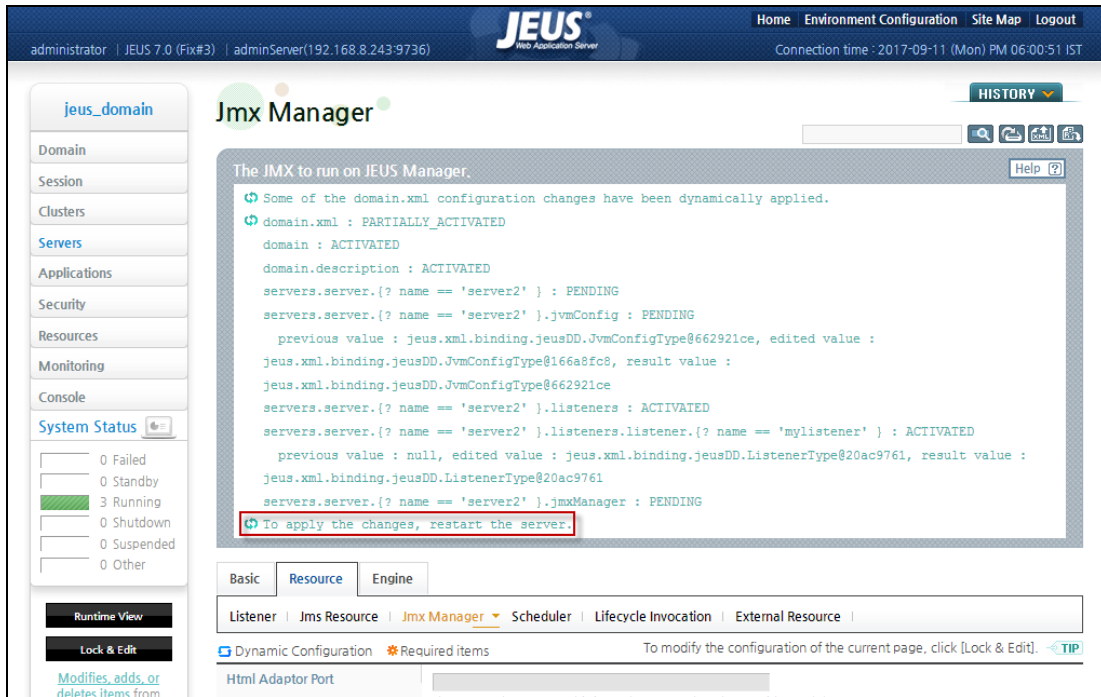 JEUS
Web Application Server
Home Environment Configuration Site Map Logout
administrator | JEUS 7.0 (Fix#3) | adminServer(192.168.8.243:9736)
Connection time : 2017-09-11 (Mon) PM 06:00:51 IST
HISTORY
jeus_domain
Domain
Session
Clusters
Servers
Applications
Security
Resources
Monitoring
Console
System Status
0 Failed
0 Standby
3 Running
0 Shutdown
0 Suspended
0 Other
Runtime View
Lock & Edit
Modifies, adds, or
deletes items from
Jmx Manager
XML
The JMX to run on JEUS Manager.
Help ?
Some of the domain.xml configuration changes have been dynamically applied.
domain.xml : PARTIALLY_ACTIVATED
domain : ACTIVATED
domain.description : ACTIVATED
servers.server.{? name == 'server2' } : PENDING
servers.server.{? name == 'server2' }.jvmConfig : PENDING
previous value : jeus.xml.binding.jeusDD.JvmConfigType@662921ce, edited value :
jeus.xml.binding.jeusDD.JvmConfigType@166a8fc8, result value :
jeus.xml.binding.jeusDD.JvmConfigType@662921ce
servers.server.{? name == 'server2' }.listeners : ACTIVATED
servers.server.{? name == 'server2' }.listeners.listener.{? name == 'mylistener' } : ACTIVATED
previous value : null, edited value : jeus.xml.binding.jeusDD.ListenerType@20ac9761, result value :
jeus.xml.binding.jeusDD.ListenerType@20ac9761
servers.server.{? name == 'server2' }.jmxManager : PENDING
To apply the changes, restart the server.
Basic Resource Engine
Listener | Jms Resource | Jmx Manager Scheduler | Lifecycle Invocation | External Resource |
Dynamic Configuration Required items
To modify the configuration of the current page, click [Lock & Edit]. TIP
Html Adaptor Port